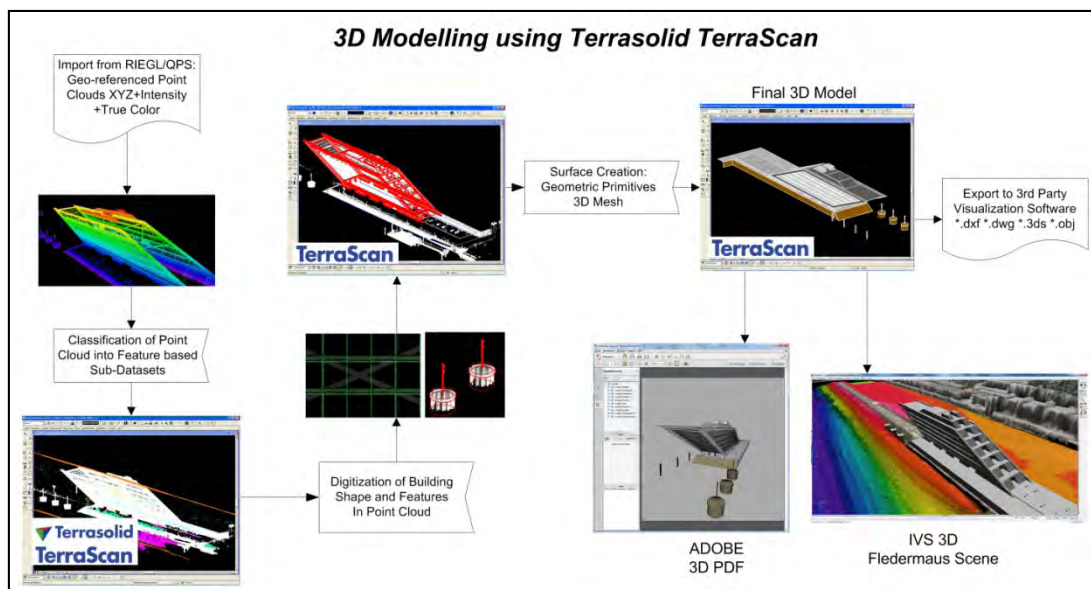 3D Modelling using Terrasolid TerraScan
Import from RIEGL/QPS:
Geo-referenced Point
Clouds XYZ+Intensity
+True Color
Classification of Point
Cloud into Feature based
Sub-Datasets
Terrasolid
TerraScan
Digitization of Building
Shape and Features
In Point Cloud
TerraScan
Surface Creation:
Geometric Primitives
3D Mesh
Final 3D Model
TerraScan
Export to 3rd Party
Visualization Software
*.dxf *.dwg *.3ds *.obj
ADOBE
3D PDF
IVS 3D
Fledermaus Scene